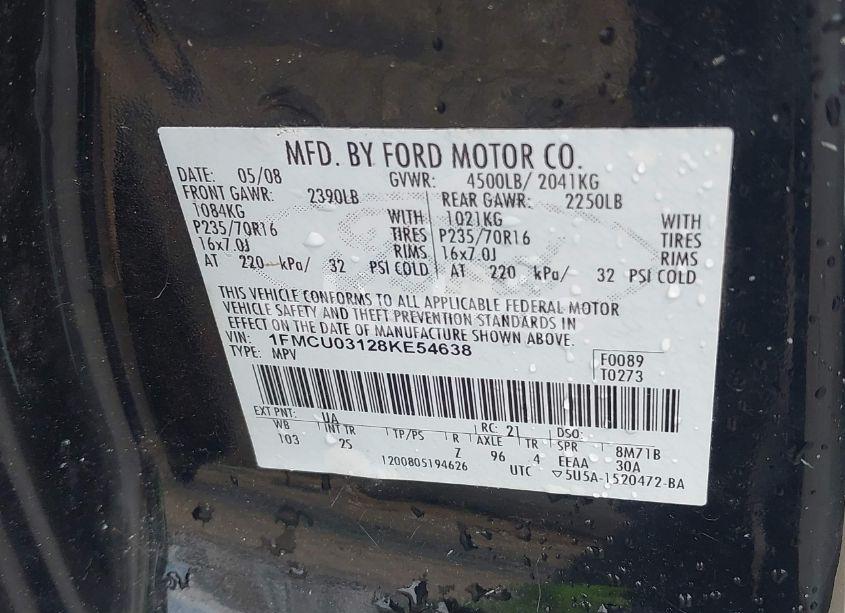 MFD. BY FORD MOTOR CO.
DATE: 05/08 GVWR: 4500LB/ 2041KG
FRONT GAWR: 2390LB REAR GAWR: 2250LB
1084KG WITH 1021KG WITH
P235/70R16 TIRES P235/70R16 TIRES
16x7.0J RIMS 16x7.0J RIMS
AT 220 kPa/ 32 PSI COLD AT 220 kPa/ 32 PSI COLD
THIS VEHICLE CONFORMS TO ALL APPLICABLE FEDERAL MOTOR
VEHICLE SAFETY AND THEFT PREVENTION STANDARDS IN
EFFECT ON THE DATE OF MANUFACTURE SHOWN ABOVE.
VIN: 1FMCU03128KE54638 F0089
TYPE: MPV T0273
EXT PNT: UA RC: 21 DSO:
WB INT TR TP/PS R AXLE TR SPR 8M71B
103 25 Z 96 4 EEAA 30A
1200805194626 UTC ▽5U5A-1520472-BA